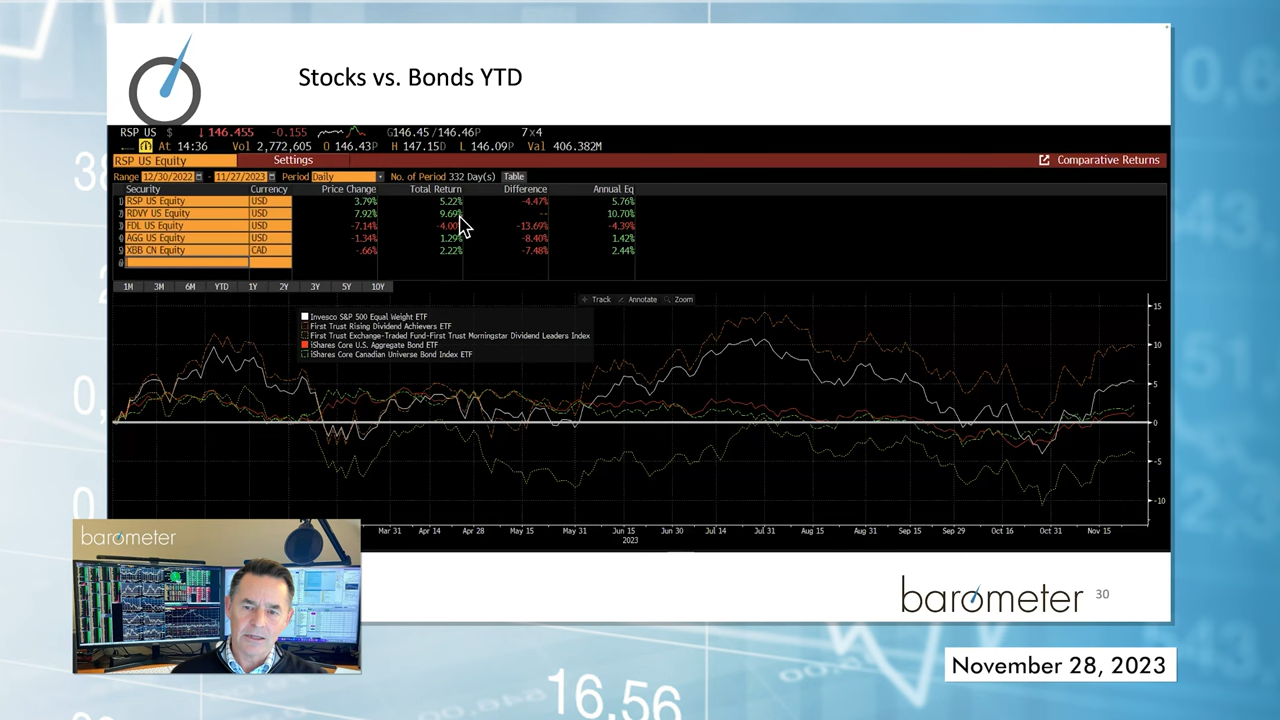 Stocks vs. Bonds YTD
RSP US $ ↓ 146.455 -0.155 G146.45 / 146.46P 7x4
At 14:36 Vol 2,772,605 O 146.43P H 147.15D L 146.09P Val 406.382M
RSP US Equity Settings Comparative Returns
Range 12/30/2022 - 11/27/2023 Period Daily No. of Period 332 Day(s) Table
Security Currency Price Change Total Return Difference Annual Eq
1) RSP US Equity USD 3.79% 5.22% -4.47% 5.76%
2) RDVY US Equity USD 7.92% 9.69% -- 10.70%
3) FDL US Equity USD -7.14% -4.00% -13.69% -4.39%
4) AGG US Equity USD -1.34% 1.29% -8.40% 1.42%
5) XBB CN Equity CAD -.66% 2.22% -7.48% 2.44%
6)
1M 3M 6M YTD 1Y 2Y 3Y 5Y 10Y
Track Annotate Zoom
Invesco S&P 500 Equal Weight ETF
First Trust Rising Dividend Achievers ETF
First Trust Exchange-Traded Fund-First Trust Morningstar Dividend Leaders Index
iShares Core U.S. Aggregate Bond ETF
iShares Core Canadian Universe Bond Index ETF
15
10
5
0
-5
-10
Mar 31 Apr 14 Apr 28 May 15 May 31 Jun 15 Jun 30 Jul 14 Jul 31 Aug 15 Aug 31 Sep 15 Sep 29 Oct 16 Oct 31 Nov 15
2023
barometer
barometer 30
November 28, 2023
16,56